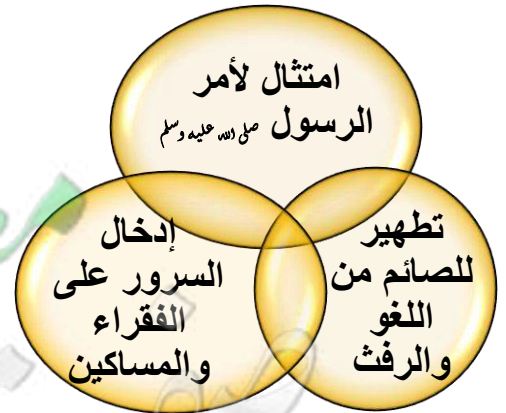 امتثال لأمر
الرسول صلى الله عليه وسلم
تطهير
للصائم من
اللغو
والرفث
إدخال
السرور على
الفقراء
والمساكين